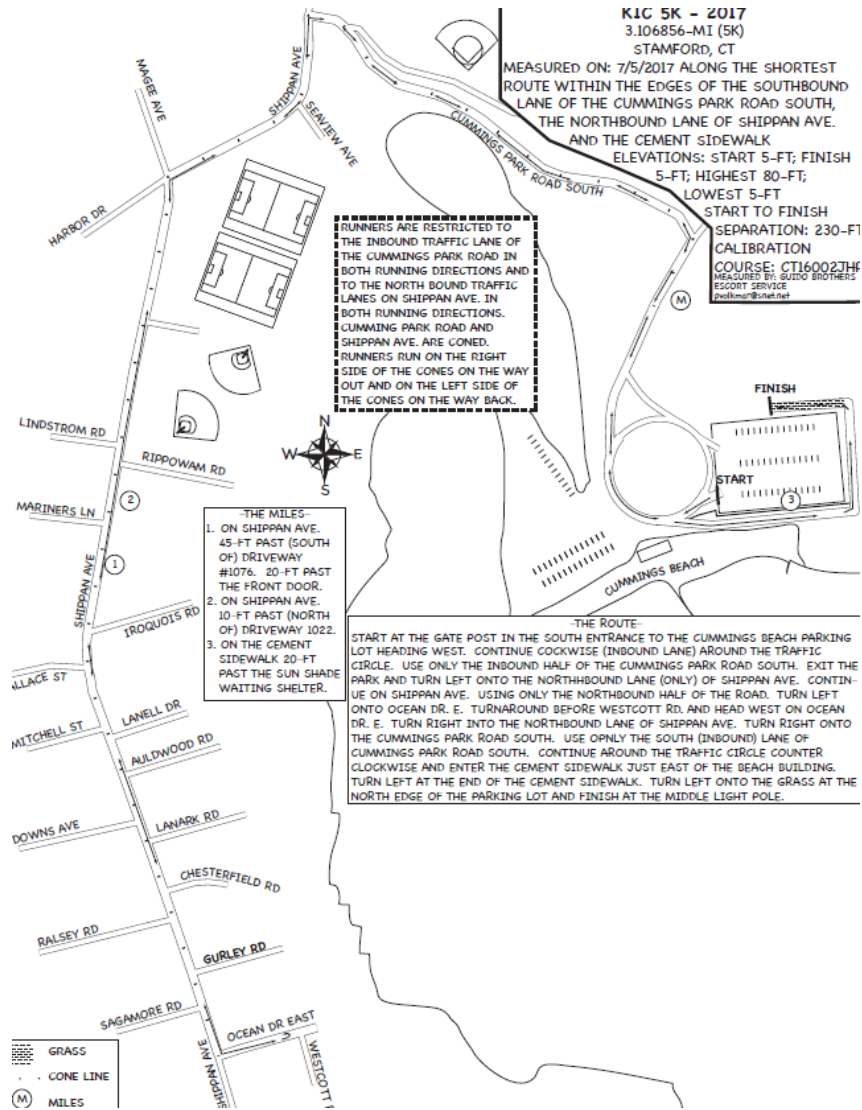 KIC 5K - 2017
3.106856-MI (5K)
STAMFORD, CT
MEASURED ON: 7/5/2017 ALONG THE SHORTEST
ROUTE WITHIN THE EDGES OF THE SOUTHBOUND
LANE OF THE CUMMINGS PARK ROAD SOUTH,
THE NORTHBOUND LANE OF SHIPPAN AVE.
AND THE CEMENT SIDEWALK
ELEVATIONS: START 5-FT; FINISH
5-FT; HIGHEST 80-FT;
LOWEST 5-FT
START TO FINISH
SEPARATION: 230-FT
CALIBRATION
COURSE: CT16002JHP
MEASURED BY: GUIDO BROTHERS
ESCORT SERVICE
pvolkmar@snet.net
MAGEE AVE
SHIPPAN AVE
SEAVIEW AVE
CUMMINGS PARK ROAD SOUTH
HARBOR DR
RUNNERS ARE RESTRICTED TO
THE INBOUND TRAFFIC LANE OF
THE CUMMINGS PARK ROAD IN
BOTH RUNNING DIRECTIONS AND
TO THE NORTH BOUND TRAFFIC
LANES ON SHIPPAN AVE. IN
BOTH RUNNING DIRECTIONS.
CUMMING PARK ROAD AND
SHIPPAN AVE. ARE CONED.
RUNNERS RUN ON THE RIGHT
SIDE OF THE CONES ON THE WAY
OUT AND ON THE LEFT SIDE OF
THE CONES ON THE WAY BACK.
M
FINISH
START
3
LINDSTROM RD
RIPPOWAM RD
N
W E
S
MARINERS LN
2
1
SHIPPAN AVE
CUMMINGS BEACH
-THE MILES-
1. ON SHIPPAN AVE.
45-FT PAST (SOUTH
OF) DRIVEWAY
#1076. 20-FT PAST
THE FRONT DOOR.
2. ON SHIPPAN AVE.
10-FT PAST (NORTH
OF) DRIVEWAY 1022.
3. ON THE CEMENT
SIDEWALK 20-FT
PAST THE SUN SHADE
WAITING SHELTER.
-THE ROUTE-
START AT THE GATE POST IN THE SOUTH ENTRANCE TO THE CUMMINGS BEACH PARKING
LOT HEADING WEST. CONTINUE COCKWISE (INBOUND LANE) AROUND THE TRAFFIC
CIRCLE. USE ONLY THE INBOUND HALF OF THE CUMMINGS PARK ROAD SOUTH. EXIT THE
PARK AND TURN LEFT ONTO THE NORTHHBOUND LANE (ONLY) OF SHIPPAN AVE. CONTIN-
UE ON SHIPPAN AVE. USING ONLY THE NORTHBOUND HALF OF THE ROAD. TURN LEFT
ONTO OCEAN DR. E. TURNAROUND BEFORE WESTCOTT RD. AND HEAD WEST ON OCEAN
DR. E. TURN RIGHT INTO THE NORTHBOUND LANE OF SHIPPAN AVE. TURN RIGHT ONTO
THE CUMMINGS PARK ROAD SOUTH. USE OPNLY THE SOUTH (INBOUND) LANE OF
CUMMINGS PARK ROAD SOUTH. CONTINUE AROUND THE TRAFFIC CIRCLE COUNTER
CLOCKWISE AND ENTER THE CEMENT SIDEWALK JUST EAST OF THE BEACH BUILDING.
TURN LEFT AT THE END OF THE CEMENT SIDEWALK. TURN LEFT ONTO THE GRASS AT THE
NORTH EDGE OF THE PARKING LOT AND FINISH AT THE MIDDLE LIGHT POLE.
IROQUOIS RD
ALLACE ST
LANELL DR
MITCHELL ST
AULDWOOD RD
DOWNS AVE
LANARK RD
CHESTERFIELD RD
RALSEY RD
GURLEY RD
SAGAMORE RD
OCEAN DR EAST
SHIPPAN AVE
WESTCOTT R
GRASS
CONE LINE
M MILES